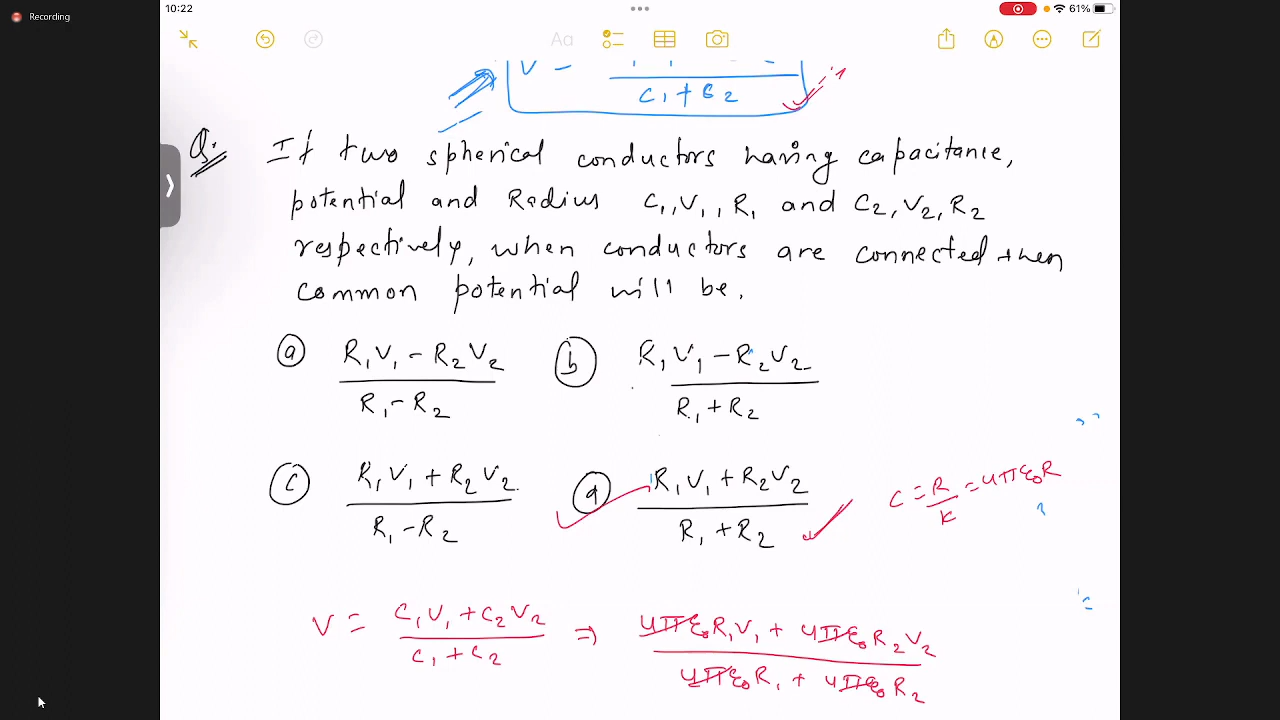 Recording
10:22
61%
Aa
V =
C1 + C2
Q. If two spherical conductors having capacitance,
potential and Radius C1, V1, R1 and C2, V2, R2
respectively, when conductors are connected then
common potential will be.
(a) R1V1 - R2V2 / R1 - R2 (b) R1V1 - R2V2 / R1 + R2
(c) R1V1 + R2V2 / R1 - R2 (d) R1V1 + R2V2 / R1 + R2
C = R/K = 4πε0R
V = C1V1 + C2V2 / C1 + C2 ⇒ 4πε0R1V1 + 4πε0R2V2 / 4πε0R1 + 4πε0R2